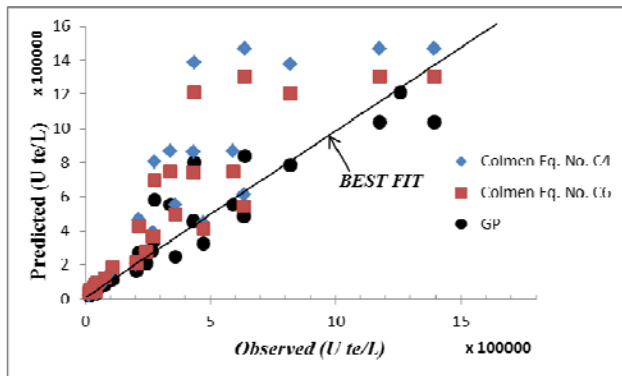 16
14
12
10
8
6
4
2
0
x 100000
Predicted (U te/L)
BEST FIT
Colmen Eq. No. C4
Colmen Eq. No. C6
GP
0
5
10
15
Observed (U te/L)
x 100000